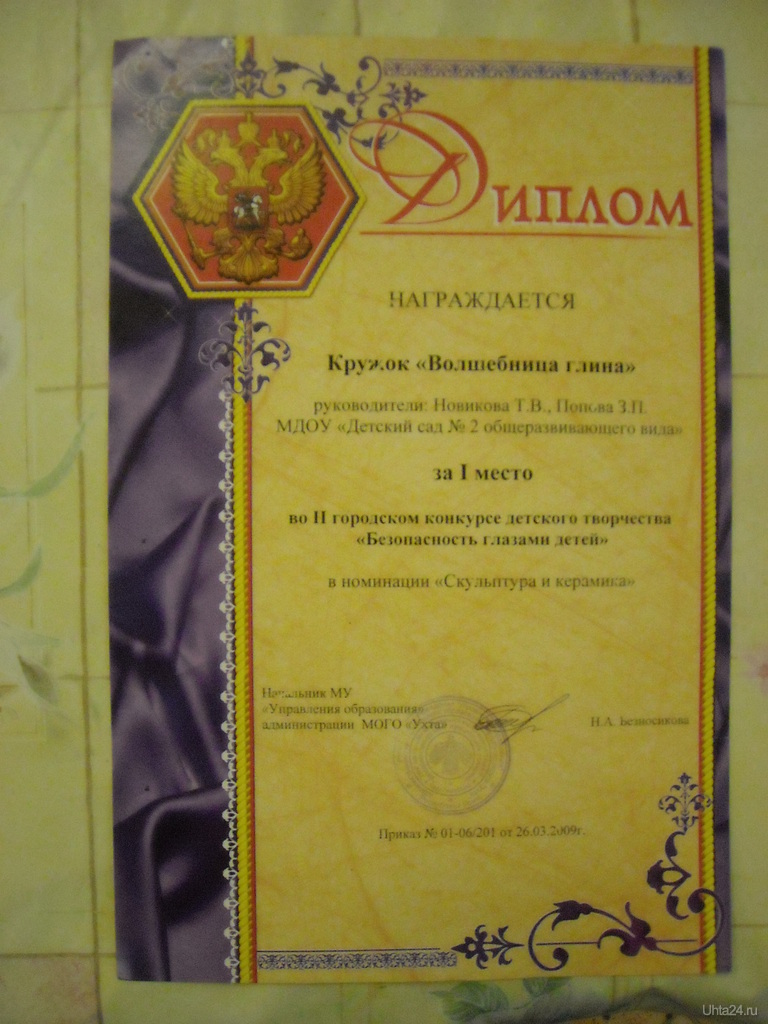 Диплом
НАГРАЖДАЕТСЯ
Кружок «Волшебница глина»
руководители: Новикова Т.В., Попова З.П.
МДОУ «Детский сад № 2 общеразвивающего вида»
за I место
во II городском конкурсе детского творчества
«Безопасность глазами детей»
в номинации «Скульптура и керамика»
Начальник МУ
«Управления образования»
администрации МОГО «Ухта»
Н.А. Безносикова
Приказ № 01-06/201 от 26.03.2009г.
Uhta24.ru